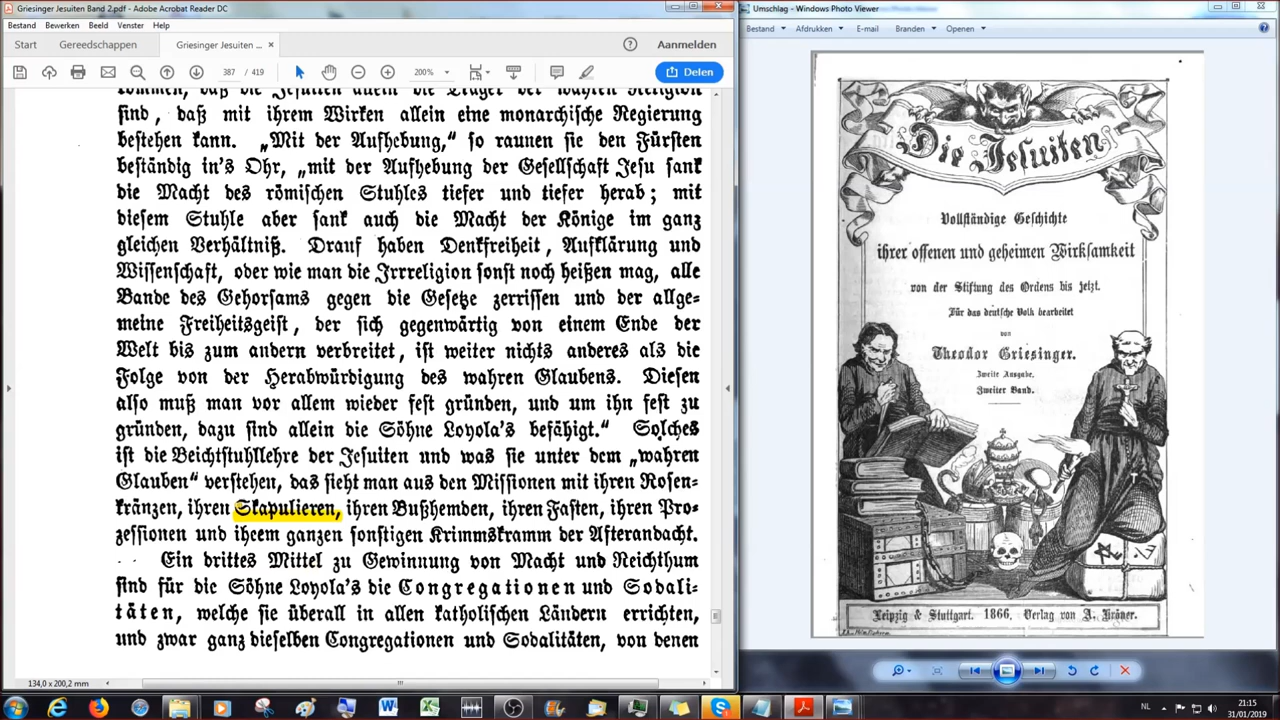 Griesinger Jesuiten Band 2.pdf - Adobe Acrobat Reader DC
Bestand Bewerken Beeld Venster Help
Start Gereedschappen Griesinger Jesuiten ... × Aanmelden
387 / 419 200% Delen
kommen, daß die Jesuiten allein die Träger der wahren Religion
sind, daß mit ihrem Wirken allein eine monarchische Regierung
bestehen kann. „Mit der Aufhebung,“ so raunen sie den Fürsten
beständig in's Ohr, „mit der Aufhebung der Gesellschaft Jesu sank
die Macht des römischen Stuhles tiefer und tiefer herab; mit
diesem Stuhle aber sank auch die Macht der Könige im ganz
gleichen Verhältniß. Drauf haben Denkfreiheit, Aufklärung und
Wissenschaft, oder wie man die Irrreligion sonst noch heißen mag, alle
Bande des Gehorsams gegen die Gesetze zerrissen und der allge-
meine Freiheitsgeist, der sich gegenwärtig von einem Ende der
Welt bis zum andern verbreitet, ist weiter nichts anderes als die
Folge von der Herabwürdigung des wahren Glaubens. Diesen
also muß man vor allem wieder fest gründen, und um ihn fest zu
gründen, dazu sind allein die Söhne Loyola's befähigt.“ Solches
ist die Beichtstuhllehre der Jesuiten und was sie unter dem „wahren
Glauben“ verstehen, das sieht man aus den Missionen mit ihren Rosen-
kränzen, ihren Skapulieren, ihren Bußhemden, ihren Fasten, ihren Pro-
zessionen und ihrem ganzen sonstigen Krimmskramm der Afterandacht.
Ein drittes Mittel zu Gewinnung von Macht und Reichthum
sind für die Söhne Loyola's die Congregationen und Sodali-
täten, welche sie überall in allen katholischen Ländern errichten,
und zwar ganz dieselben Congregationen und Sodalitäten, von denen
134,0 x 200,2 mm
Umschlag - Windows Photo Viewer
Bestand Afdrukken E-mail Branden Openen
Die Jesuiten
Vollständige Geschichte
ihrer offenen und geheimen Wirksamkeit
von der Stiftung des Ordens bis jetzt.
Für das deutsche Volk bearbeitet
von
Theodor Griesinger.
Zweite Ausgabe.
Zweiter Band.
Leipzig & Stuttgart. 1866. Verlag von A. Kröner.
NL 21:15
31/01/2019